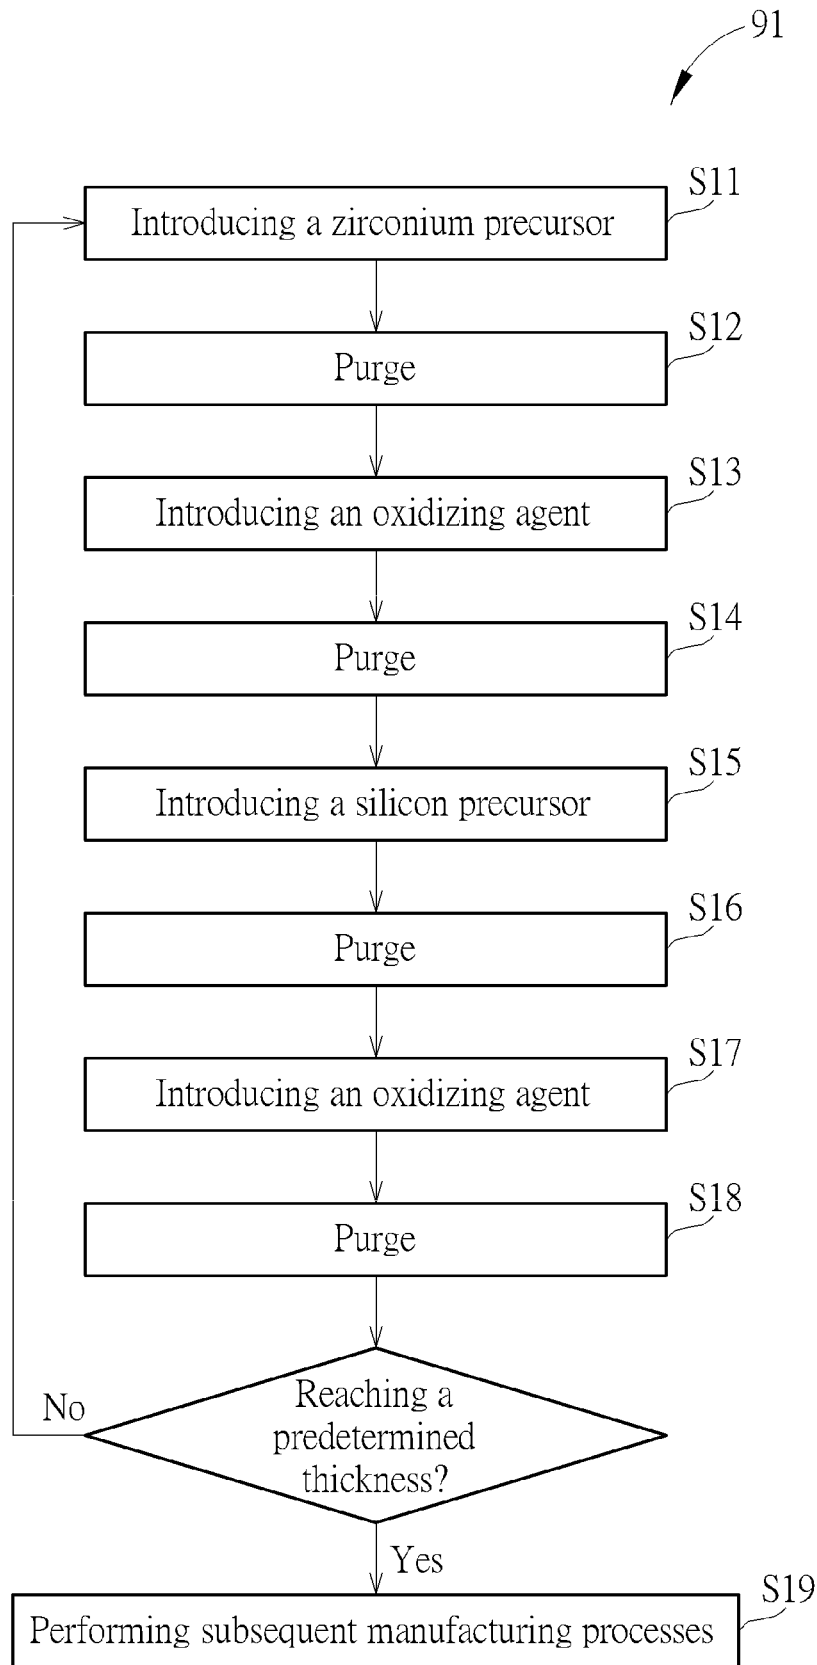 91
Introducing a zirconium precursor
S11
Purge
S12
Introducing an oxidizing agent
S13
Purge
S14
Introducing a silicon precursor
S15
Purge
S16
Introducing an oxidizing agent
S17
Purge
S18
Reaching a
predetermined
thickness?
No
Yes
Performing subsequent manufacturing processes
S19